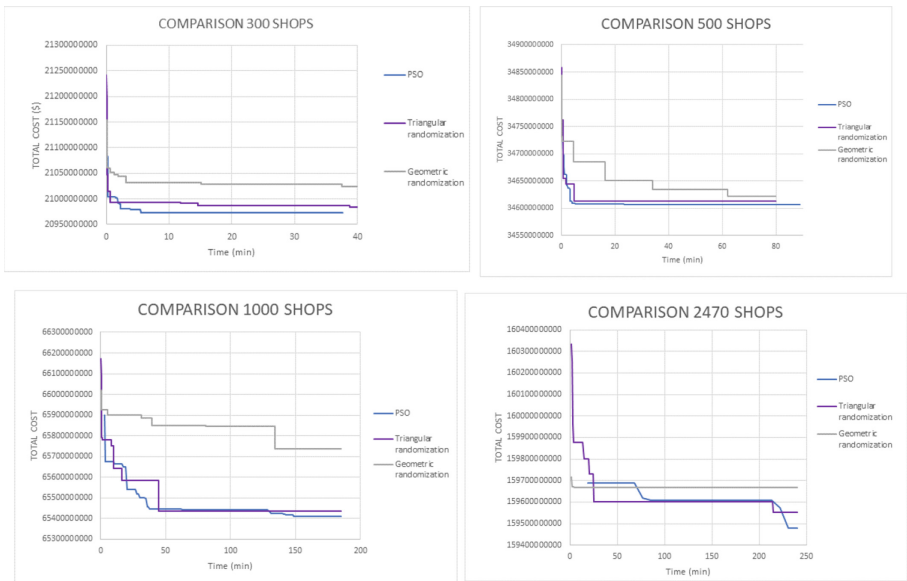 COMPARISON 300 SHOPS
TOTAL COST ($)
21300000000
21250000000
21200000000
21150000000
21100000000
21050000000
21000000000
20950000000
0 10 20 30 40
Time (min)
PSO
Triangular
randomization
Geometric
randomization
COMPARISON 500 SHOPS
TOTAL COST
34900000000
34850000000
34800000000
34750000000
34700000000
34650000000
34600000000
34550000000
0 20 40 60 80
Time (min)
PSO
Triangular
randomization
Geometric
randomization
COMPARISON 1000 SHOPS
TOTAL COST
66300000000
66200000000
66100000000
66000000000
65900000000
65800000000
65700000000
65600000000
65500000000
65400000000
65300000000
0 50 100 150 200
Time (min)
PSO
Triangular
randomization
Geometric
randomization
COMPARISON 2470 SHOPS
TOTAL COST
160400000000
160300000000
160200000000
160100000000
160000000000
159900000000
159800000000
159700000000
159600000000
159500000000
159400000000
0 50 100 150 200 250
Time (min)
PSO
Triangular
randomization
Geometric
randomization